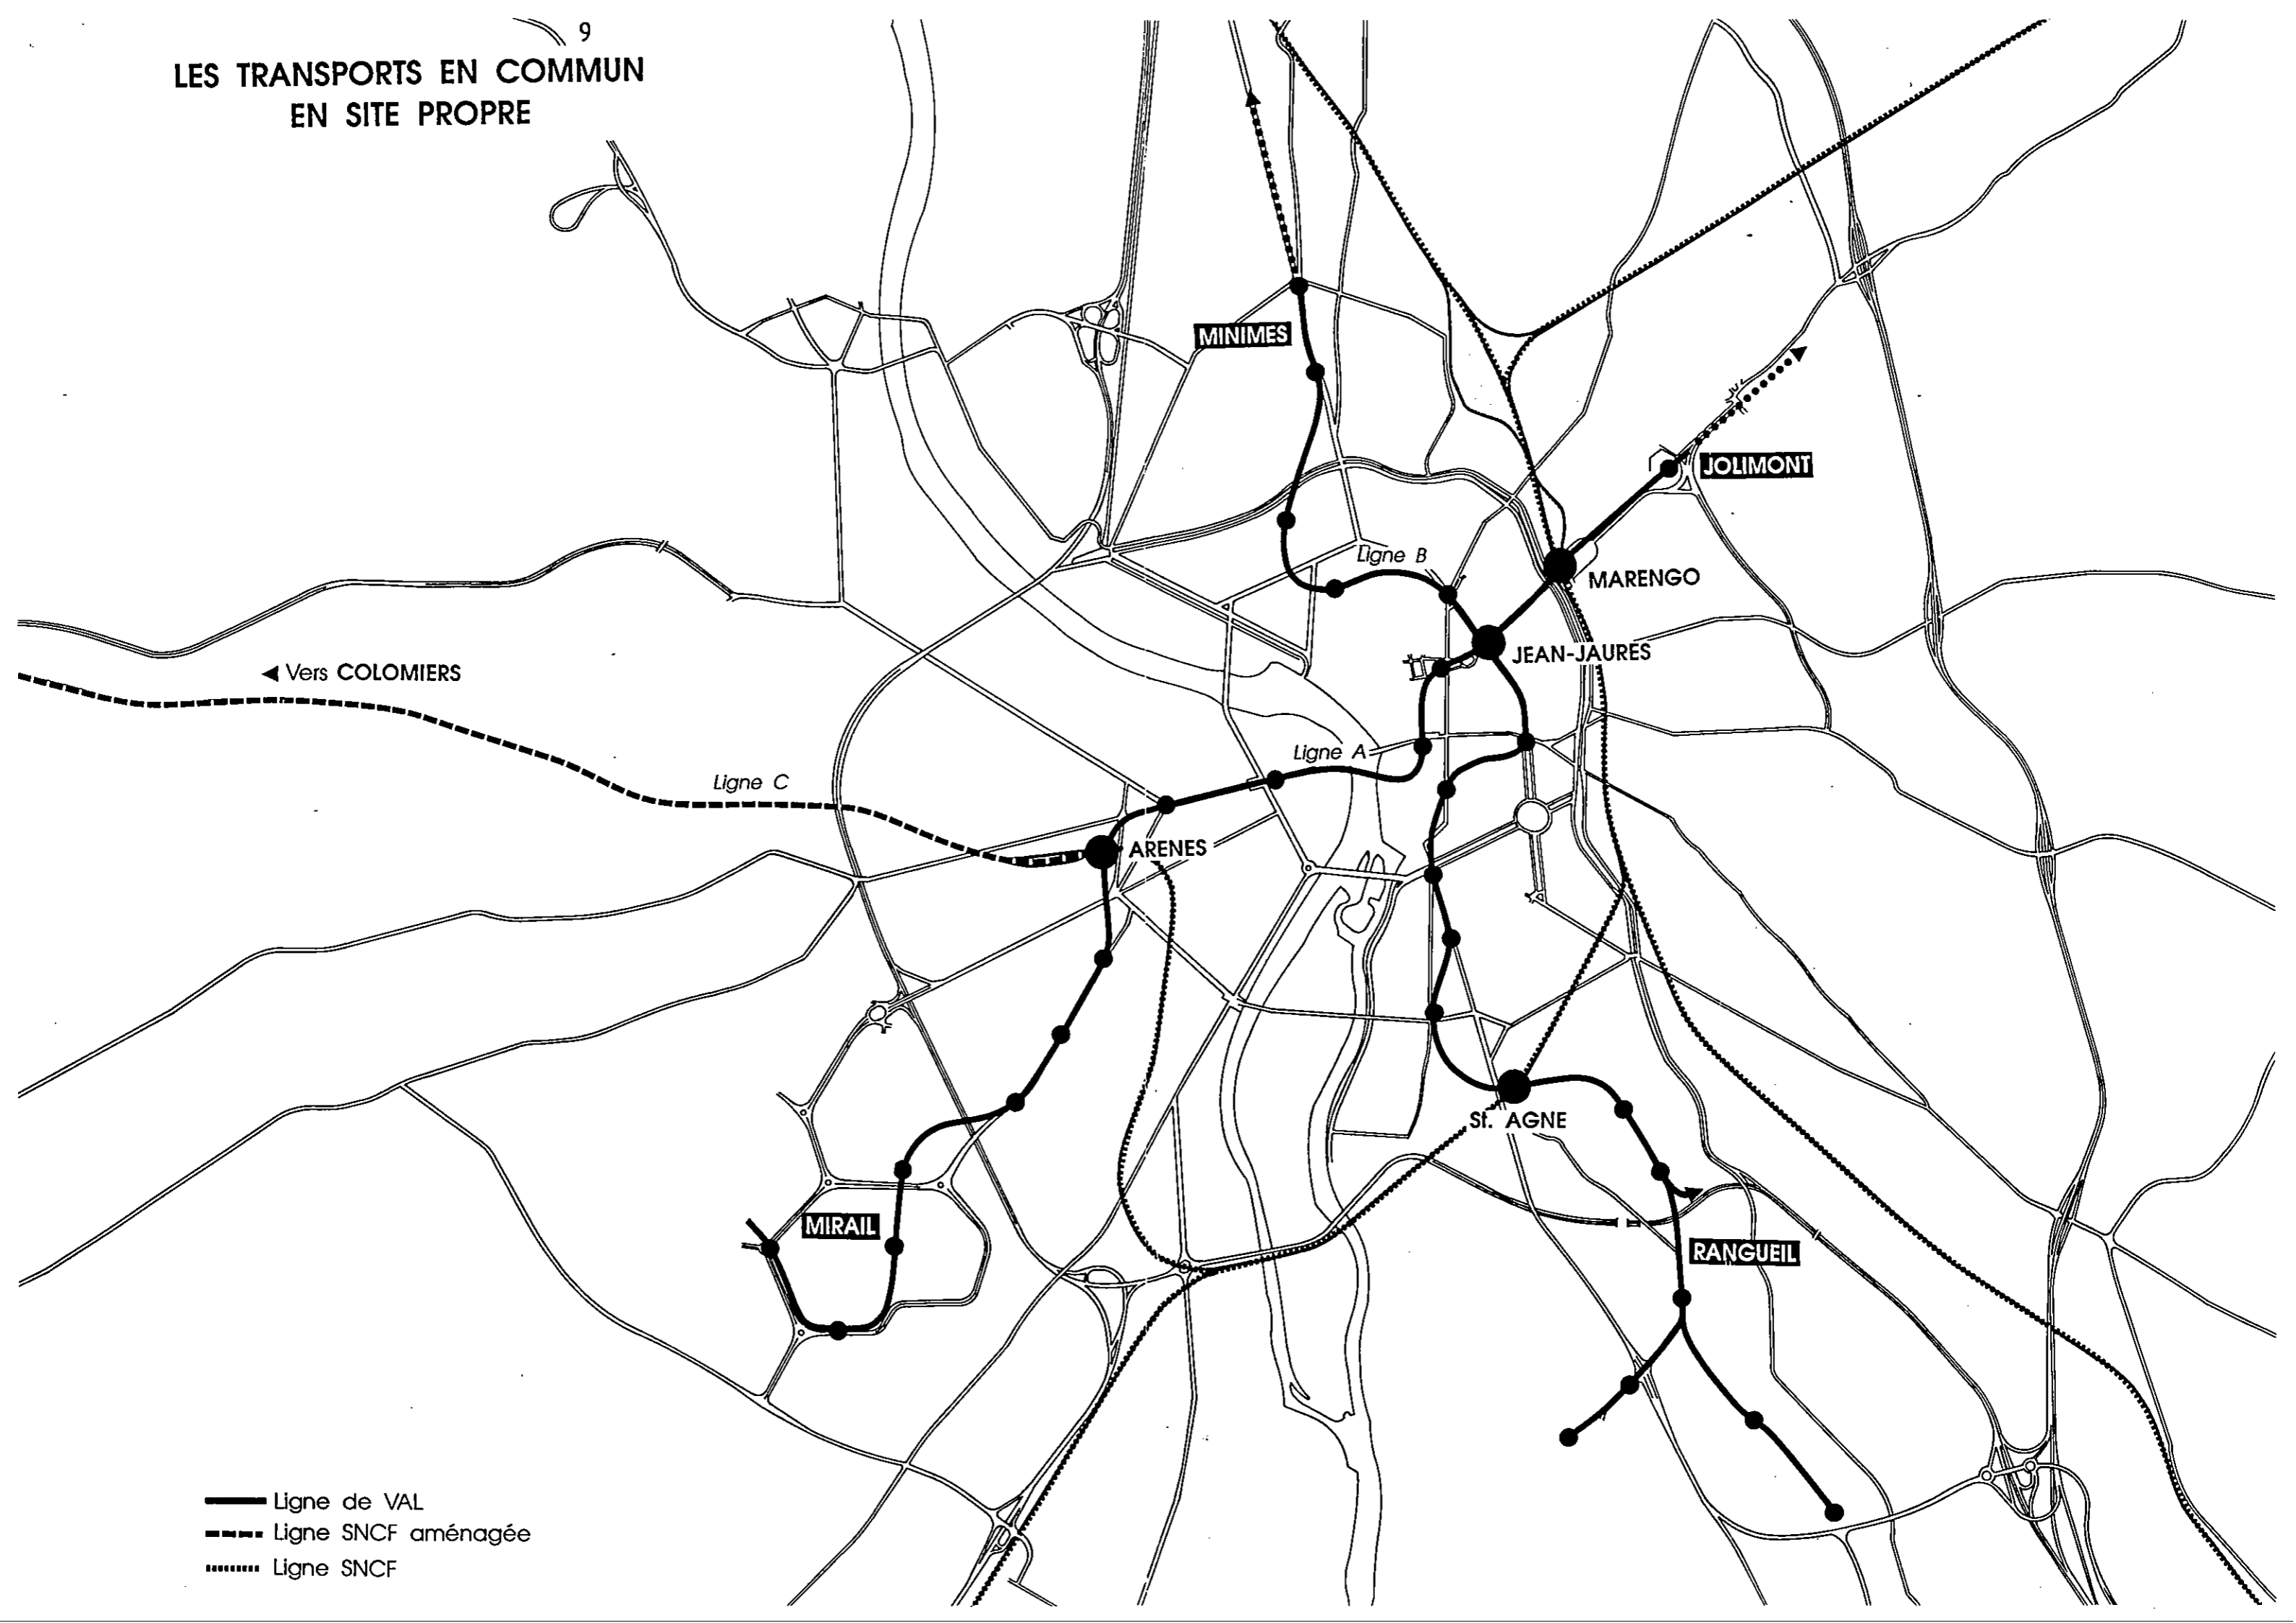 9
LES TRANSPORTS EN COMMUN
EN SITE PROPRE
MINIMES
JOLIMONT
Ligne B
MARENGO
JEAN-JAURES
Vers COLOMIERS
Ligne A
Ligne C
ARENES
St. AGNE
MIRAIL
RANGUEIL
Ligne de VAL
Ligne SNCF aménagée
Ligne SNCF